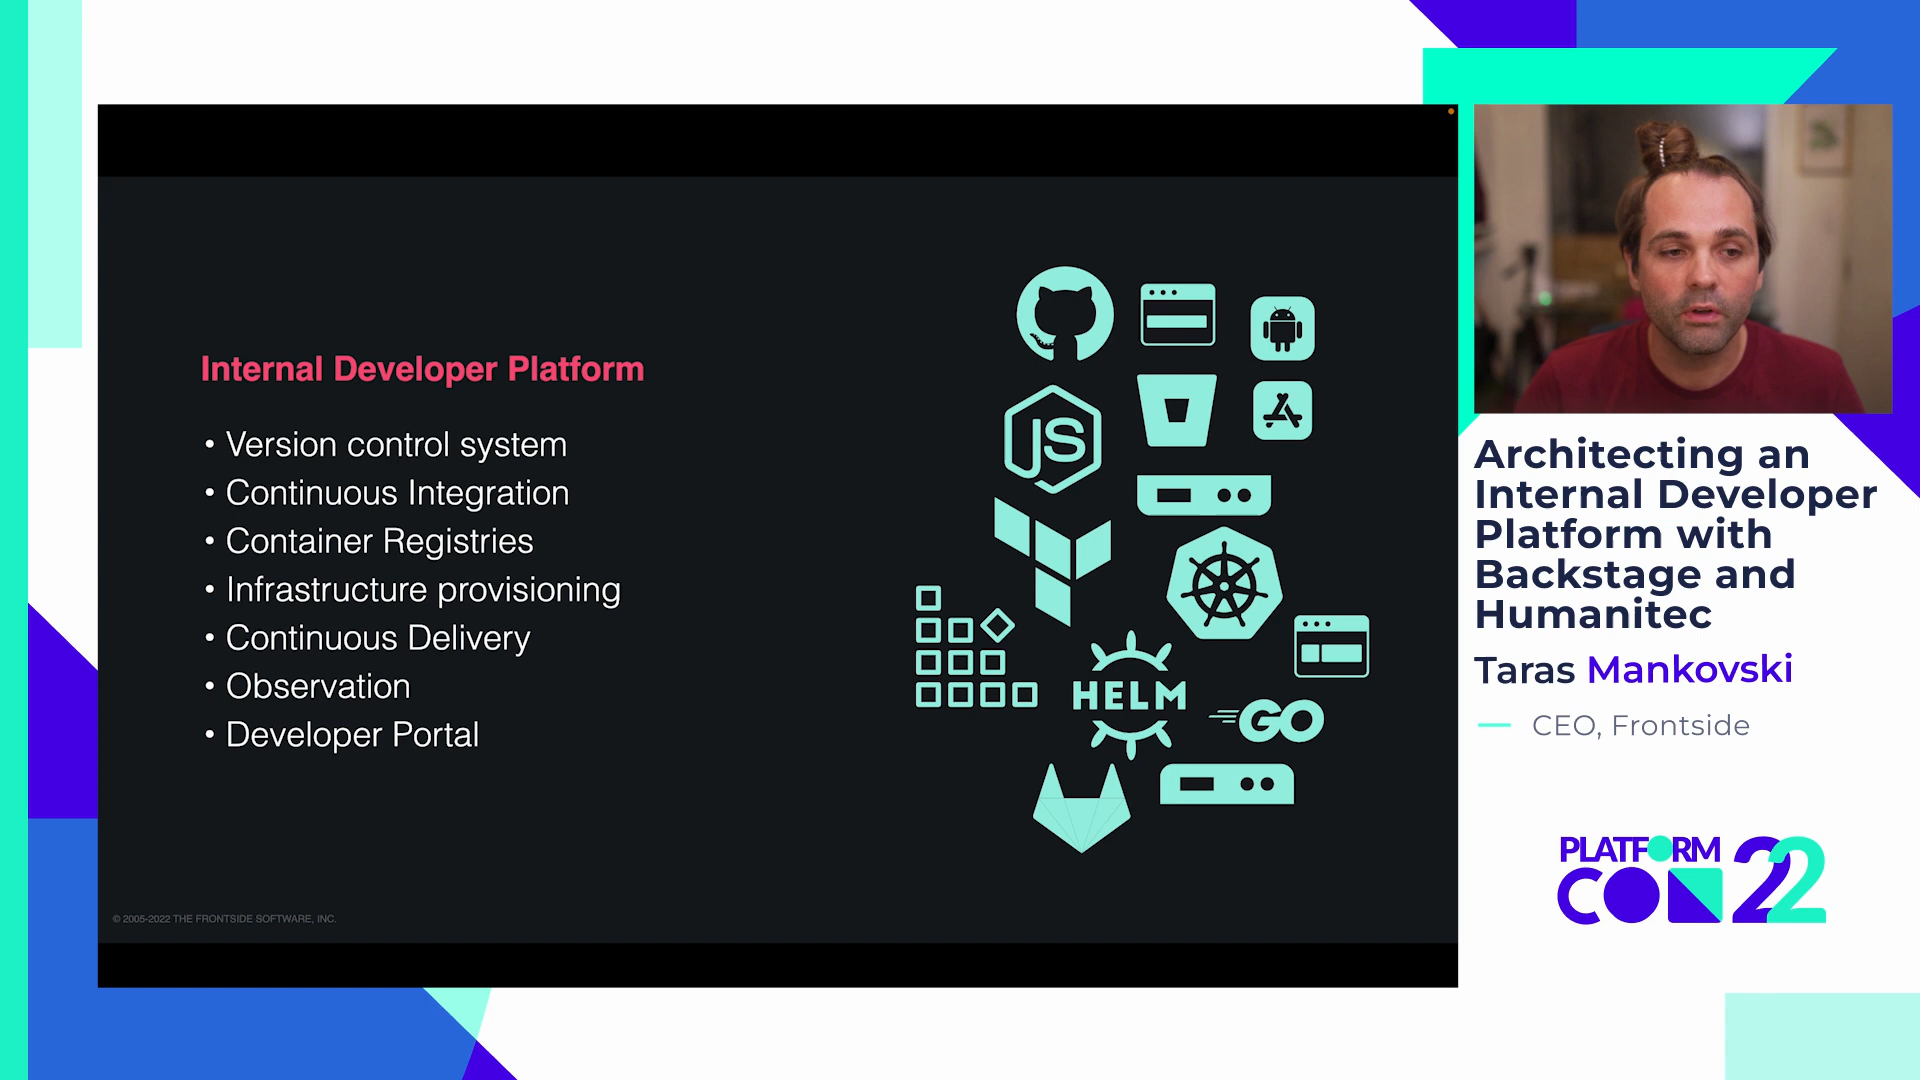 Internal Developer Platform
• Version control system
• Continuous Integration
• Container Registries
• Infrastructure provisioning
• Continuous Delivery
• Observation
• Developer Portal
JS
HELM
GO
© 2005-2022 THE FRONTSIDE SOFTWARE, INC.
Architecting an
Internal Developer
Platform with
Backstage and
Humanitec
Taras Mankovski
CEO, Frontside
PLATFORM
CON 22